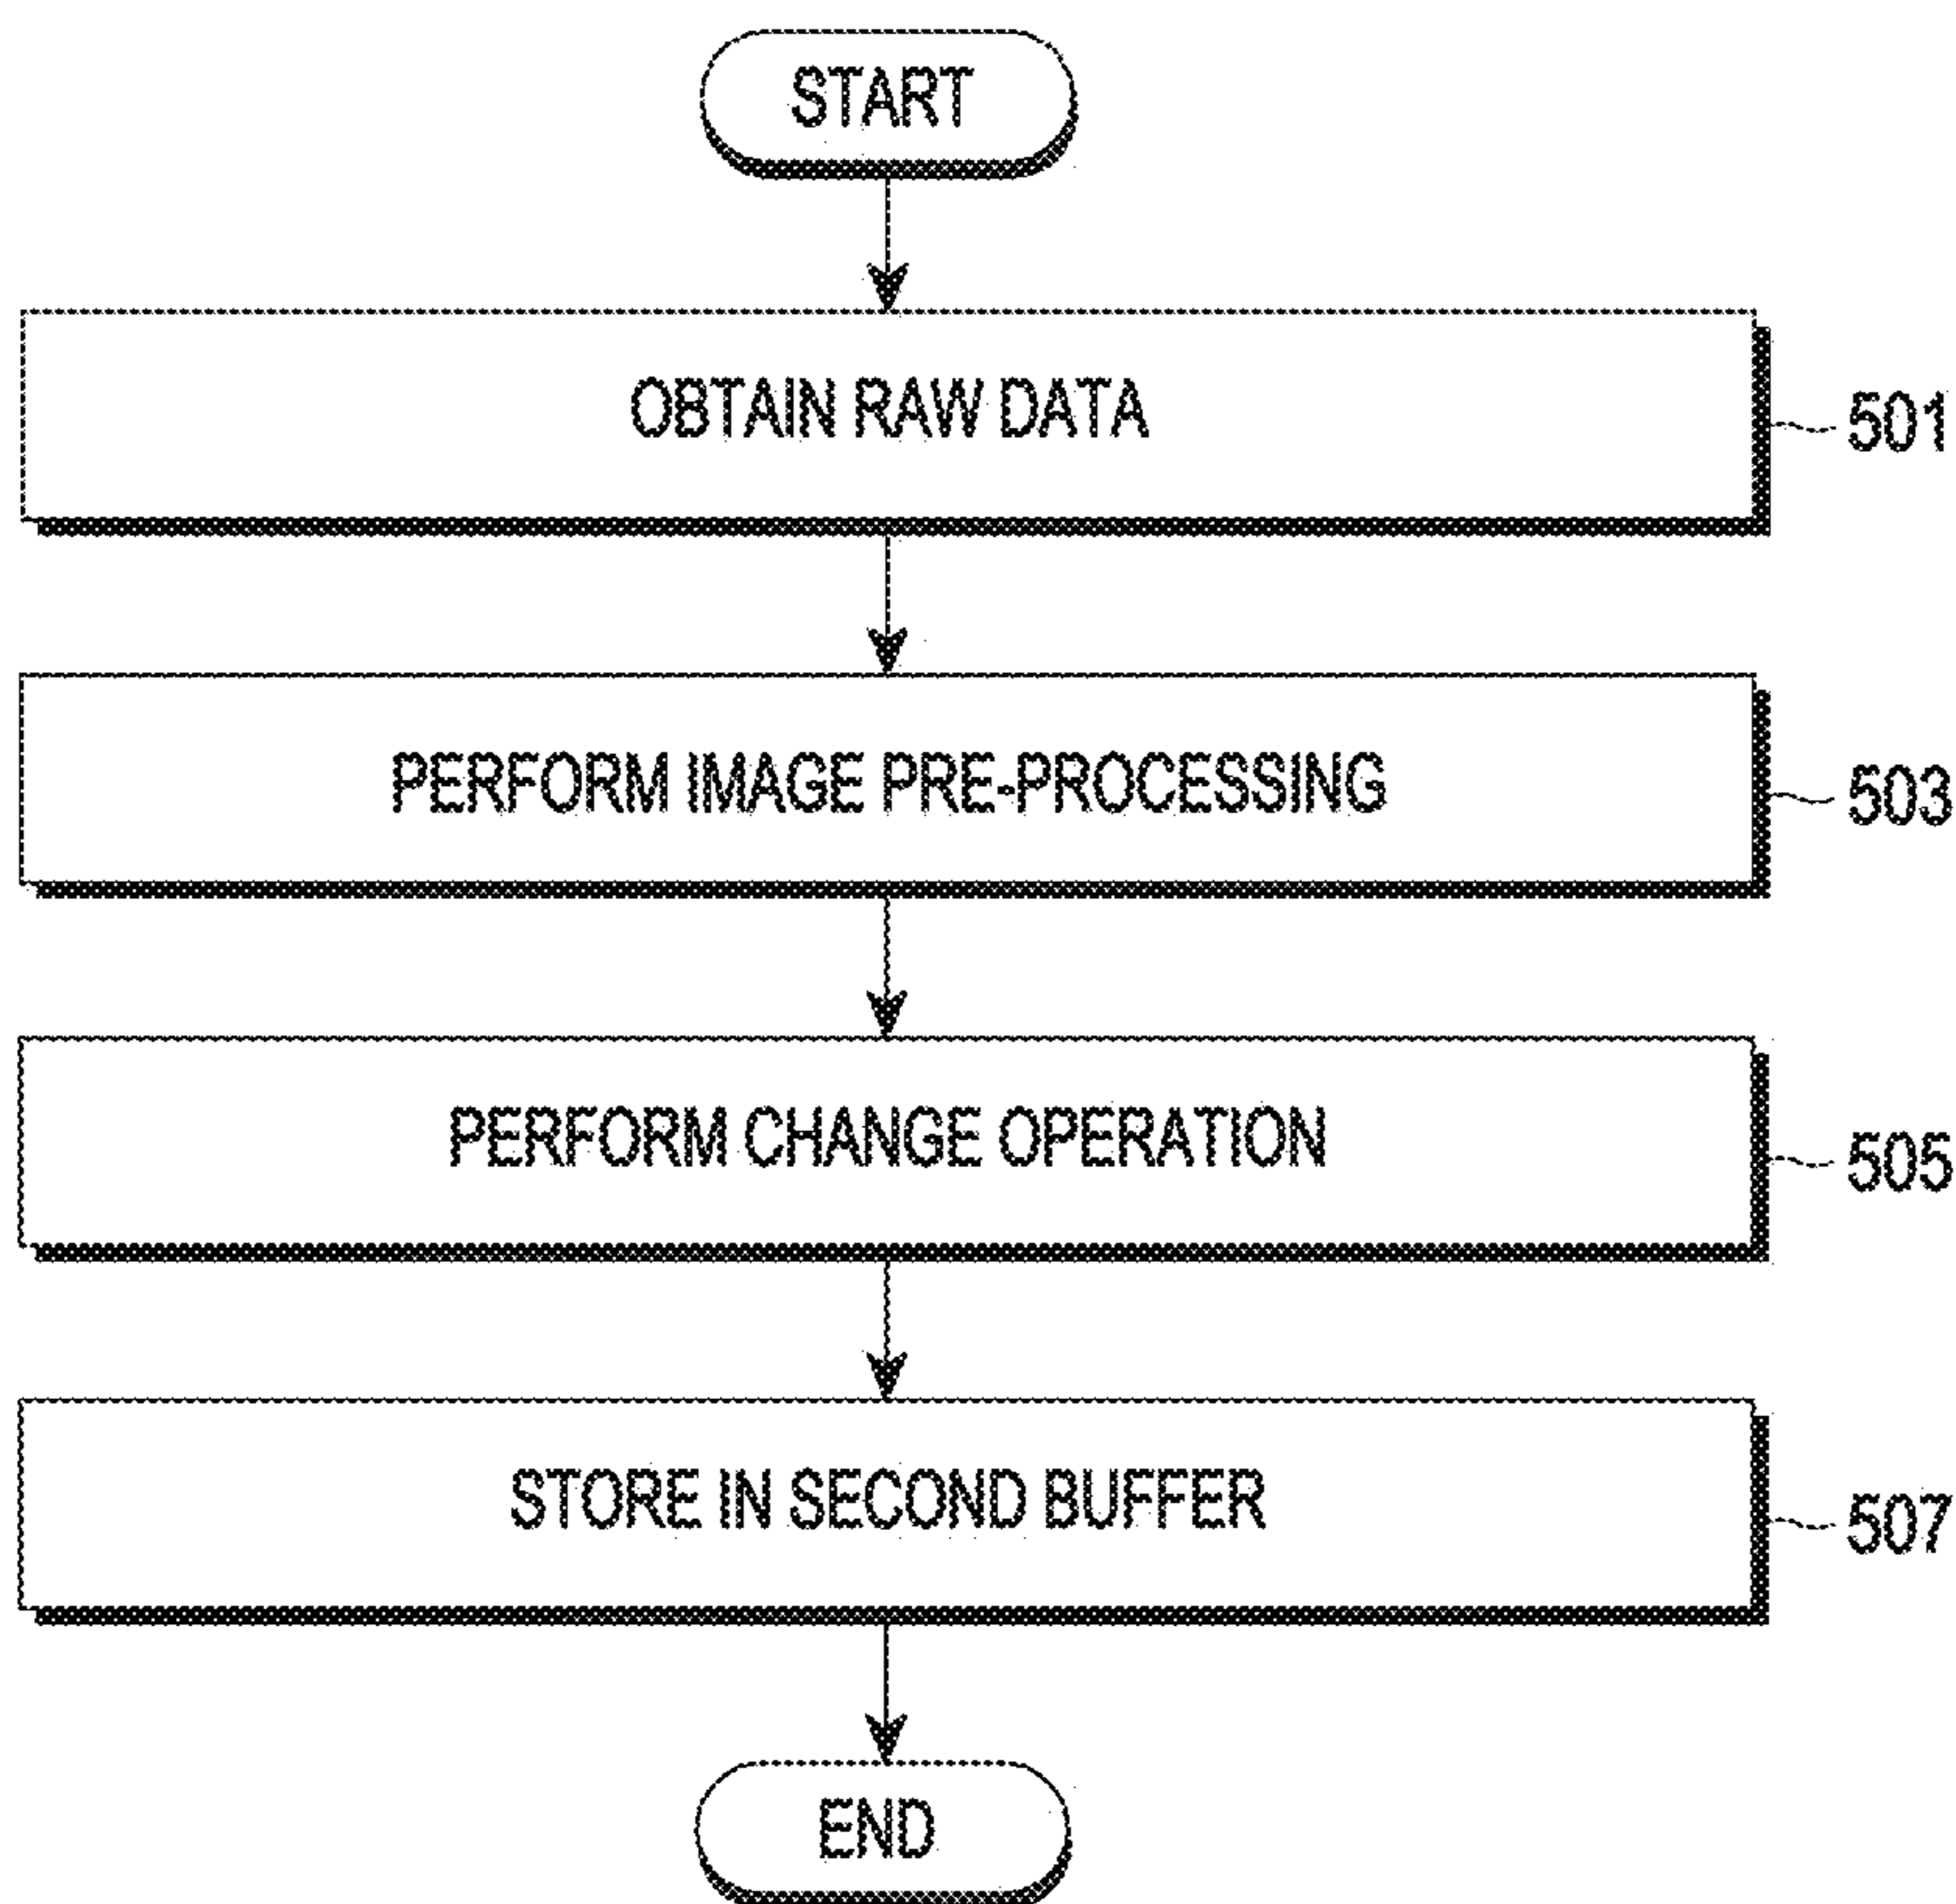 START
OBTAIN RAW DATA
501
PERFORM IMAGE PRE-PROCESSING
503
PERFORM CHANGE OPERATION
505
STORE IN SECOND BUFFER
507
END